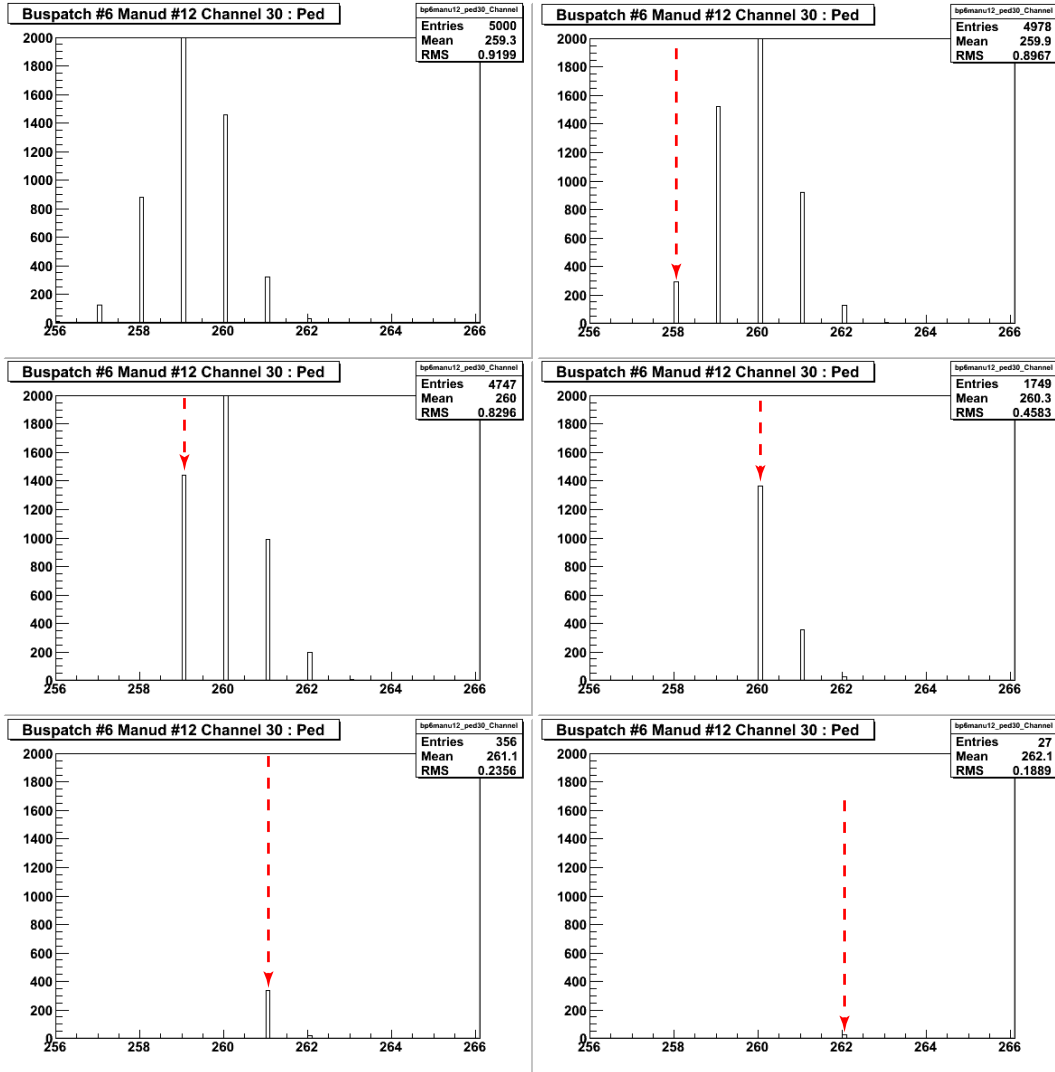 Buspatch #6 Manud #12 Channel 30 : Ped
bp6manu12_ped30_Channel
Entries 5000
Mean 259.3
RMS 0.9199
2000
1800
1600
1400
1200
1000
800
600
400
200
256 258 260 262 264 266
Buspatch #6 Manud #12 Channel 30 : Ped
bp6manu12_ped30_Channel
Entries 4978
Mean 259.9
RMS 0.8967
2000
1800
1600
1400
1200
1000
800
600
400
200
0
256 258 260 262 264 266
Buspatch #6 Manud #12 Channel 30 : Ped
bp6manu12_ped30_Channel
Entries 4747
Mean 260
RMS 0.8296
2000
1800
1600
1400
1200
1000
800
600
400
200
0
256 258 260 262 264 266
Buspatch #6 Manud #12 Channel 30 : Ped
bp6manu12_ped30_Channel
Entries 1749
Mean 260.3
RMS 0.4583
2000
1800
1600
1400
1200
1000
800
600
400
200
0
256 258 260 262 264 266
Buspatch #6 Manud #12 Channel 30 : Ped
bp6manu12_ped30_Channel
Entries 356
Mean 261.1
RMS 0.2356
2000
1800
1600
1400
1200
1000
800
600
400
200
0
256 258 260 262 264 266
Buspatch #6 Manud #12 Channel 30 : Ped
bp6manu12_ped30_Channel
Entries 27
Mean 262.1
RMS 0.1889
2000
1800
1600
1400
1200
1000
800
600
400
200
0
256 258 260 262 264 266